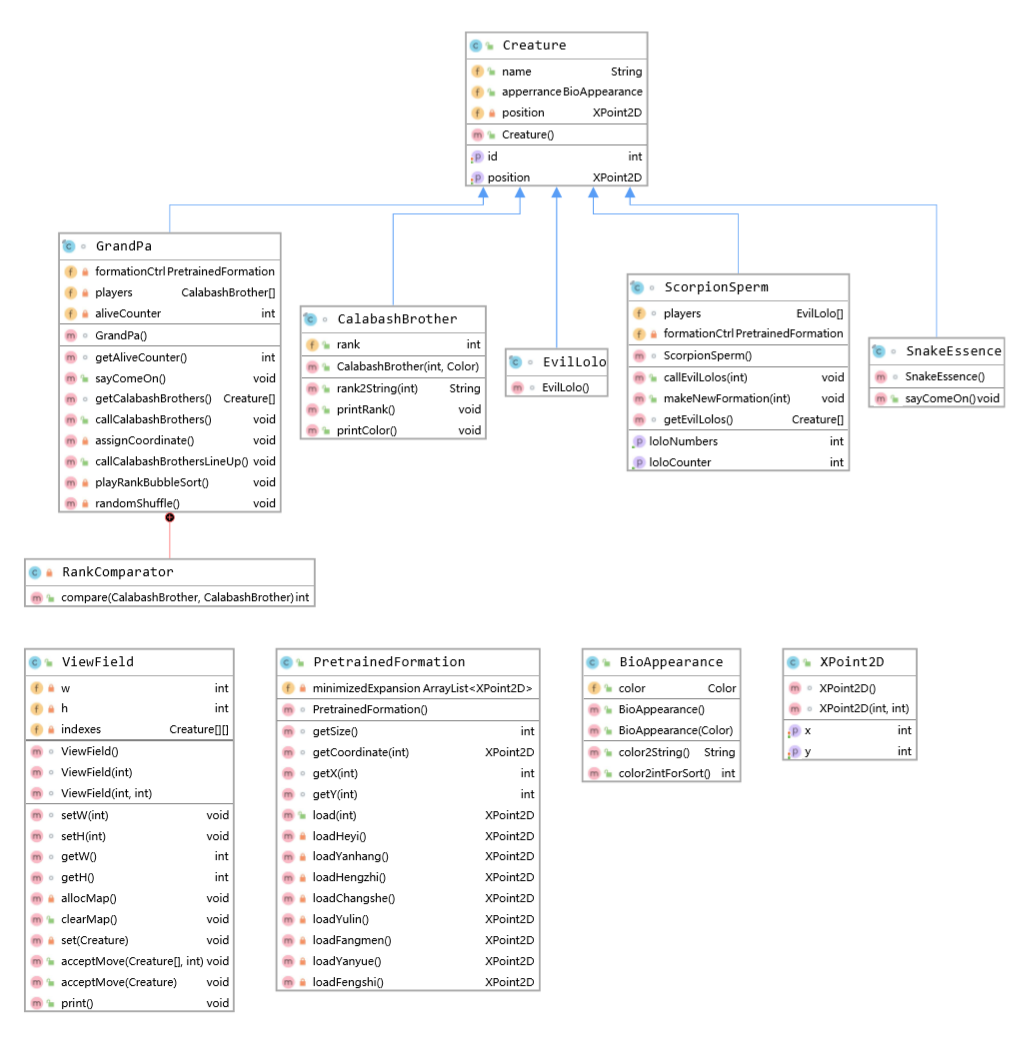 Creature
name String
apperrance BioAppearance
position XPoint2D
Creature()
id int
position XPoint2D
GrandPa
formationCtrl PretrainedFormation
players CalabashBrother[]
aliveCounter int
GrandPa()
getAliveCounter() int
sayComeOn() void
getCalabashBrothers() Creature[]
callCalabashBrothers() void
assignCoordinate() void
callCalabashBrothersLineUp() void
playRankBubbleSort() void
randomShuffle() void
CalabashBrother
rank int
CalabashBrother(int, Color)
rank2String(int) String
printRank() void
printColor() void
EvilLolo
EvilLolo()
ScorpionSperm
players EvilLolo[]
formationCtrl PretrainedFormation
ScorpionSperm()
callEvilLolos(int) void
makeNewFormation(int) void
getEvilLolos() Creature[]
loloNumbers int
loloCounter int
SnakeEssence
SnakeEssence()
sayComeOn() void
RankComparator
compare(CalabashBrother, CalabashBrother) int
ViewField
w int
h int
indexes Creature[][]
ViewField()
ViewField(int)
ViewField(int, int)
setW(int) void
setH(int) void
getW() int
getH() int
allocMap() void
clearMap() void
set(Creature) void
acceptMove(Creature[], int) void
acceptMove(Creature) void
print() void
PretrainedFormation
minimizedExpansion ArrayList<XPoint2D>
PretrainedFormation()
getSize() int
getCoordinate(int) XPoint2D
getX(int) int
getY(int) int
load(int) XPoint2D
loadHeyi() XPoint2D
loadYanhang() XPoint2D
loadHengzhi() XPoint2D
loadChangshe() XPoint2D
loadYulin() XPoint2D
loadFangmen() XPoint2D
loadYanyue() XPoint2D
loadFengshi() XPoint2D
BioAppearance
color Color
BioAppearance()
BioAppearance(Color)
color2String() String
color2intForSort() int
XPoint2D
XPoint2D()
XPoint2D(int, int)
x int
y int